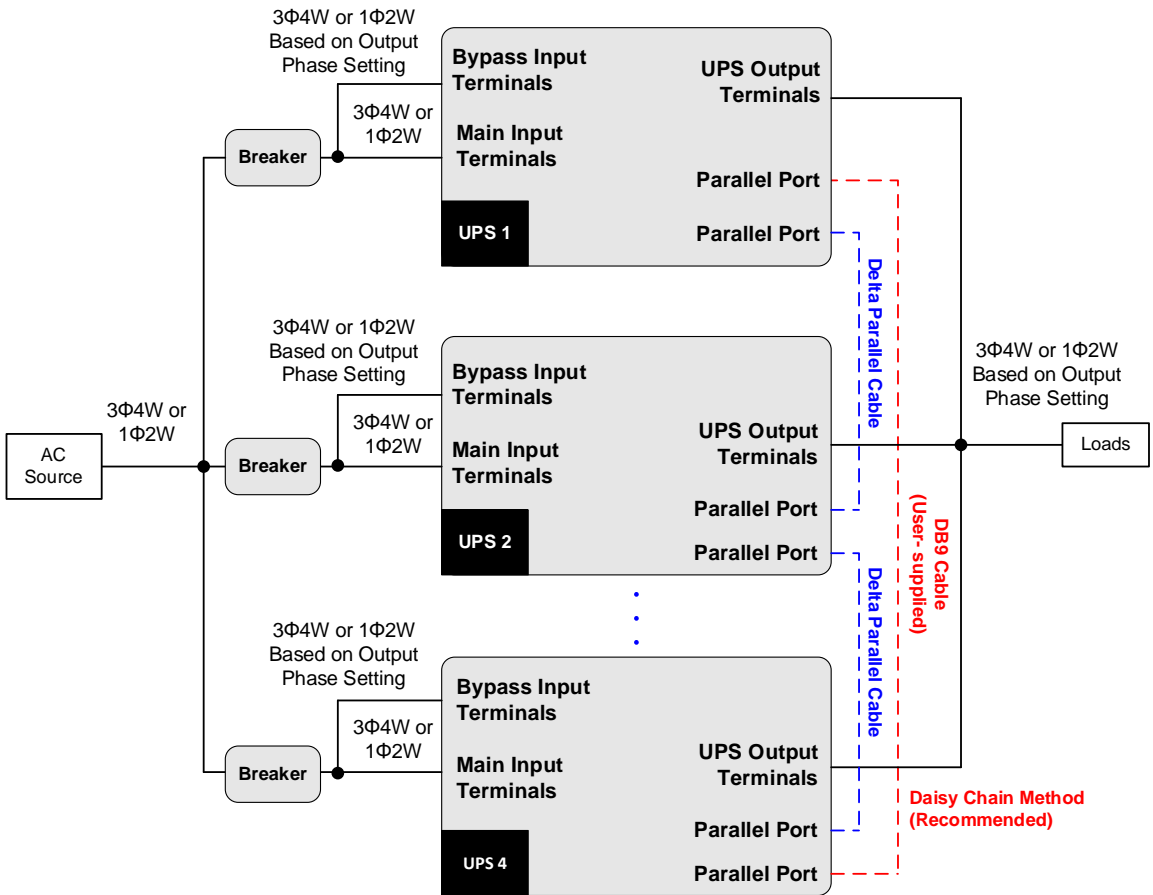 3Φ4W or 1Φ2W
Based on Output
Phase Setting
Bypass Input
Terminals
UPS Output
Terminals
3Φ4W or
1Φ2W
Main Input
Terminals
Breaker
Parallel Port
UPS 1
Parallel Port
Delta Parallel Cable
3Φ4W or 1Φ2W
Based on Output
Phase Setting
Bypass Input
Terminals
3Φ4W or 1Φ2W
Based on Output
Phase Setting
3Φ4W or
1Φ2W
3Φ4W or
1Φ2W
UPS Output
Terminals
AC
Source
Breaker
Main Input
Terminals
Loads
Parallel Port
UPS 2
Parallel Port
DB9 Cable
(User- supplied)
Delta Parallel Cable
3Φ4W or 1Φ2W
Based on Output
Phase Setting
Bypass Input
Terminals
3Φ4W or
1Φ2W
UPS Output
Terminals
Breaker
Main Input
Terminals
Daisy Chain Method
(Recommended)
Parallel Port
UPS 4
Parallel Port